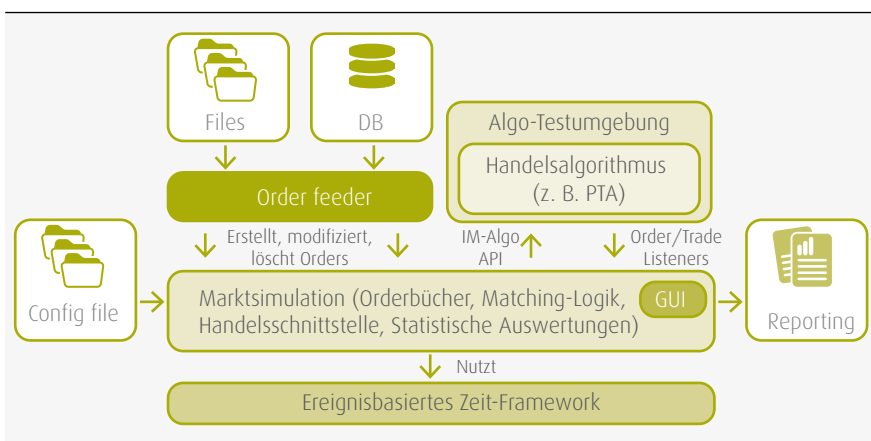 Files
DB
Algo-Testumgebung
Handelsalgorithmus
(z. B. PTA)
Order feeder
Erstellt, modifiziert,
löscht Orders
IM-Algo
API
Order/Trade
Listeners
Config file
Marktsimulation (Orderbücher, Matching-Logik,
Handelsschnittstelle, Statistische Auswertungen)
GUI
Reporting
Nutzt
Ereignisbasiertes Zeit-Framework